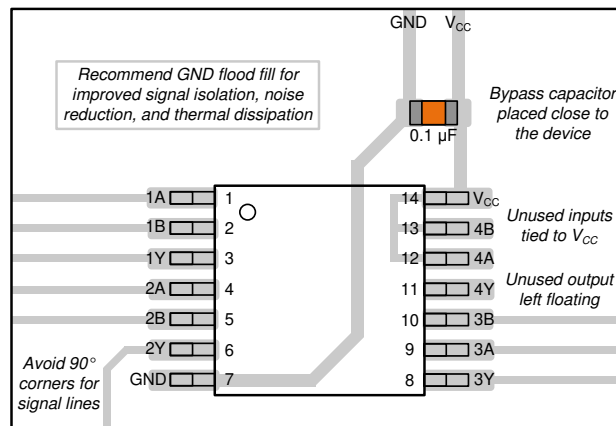 GND VCC
Recommend GND flood fill for
improved signal isolation, noise
reduction, and thermal dissipation
Bypass capacitor
placed close to
the device
0.1 µF
1A 1 14 VCC
1B 2 13 4B
1Y 3 12 4A
2A 4 11 4Y
2B 5 10 3B
2Y 6 9 3A
GND 7 8 3Y
Unused inputs
tied to VCC
Unused output
left floating
Avoid 90°
corners for
signal lines